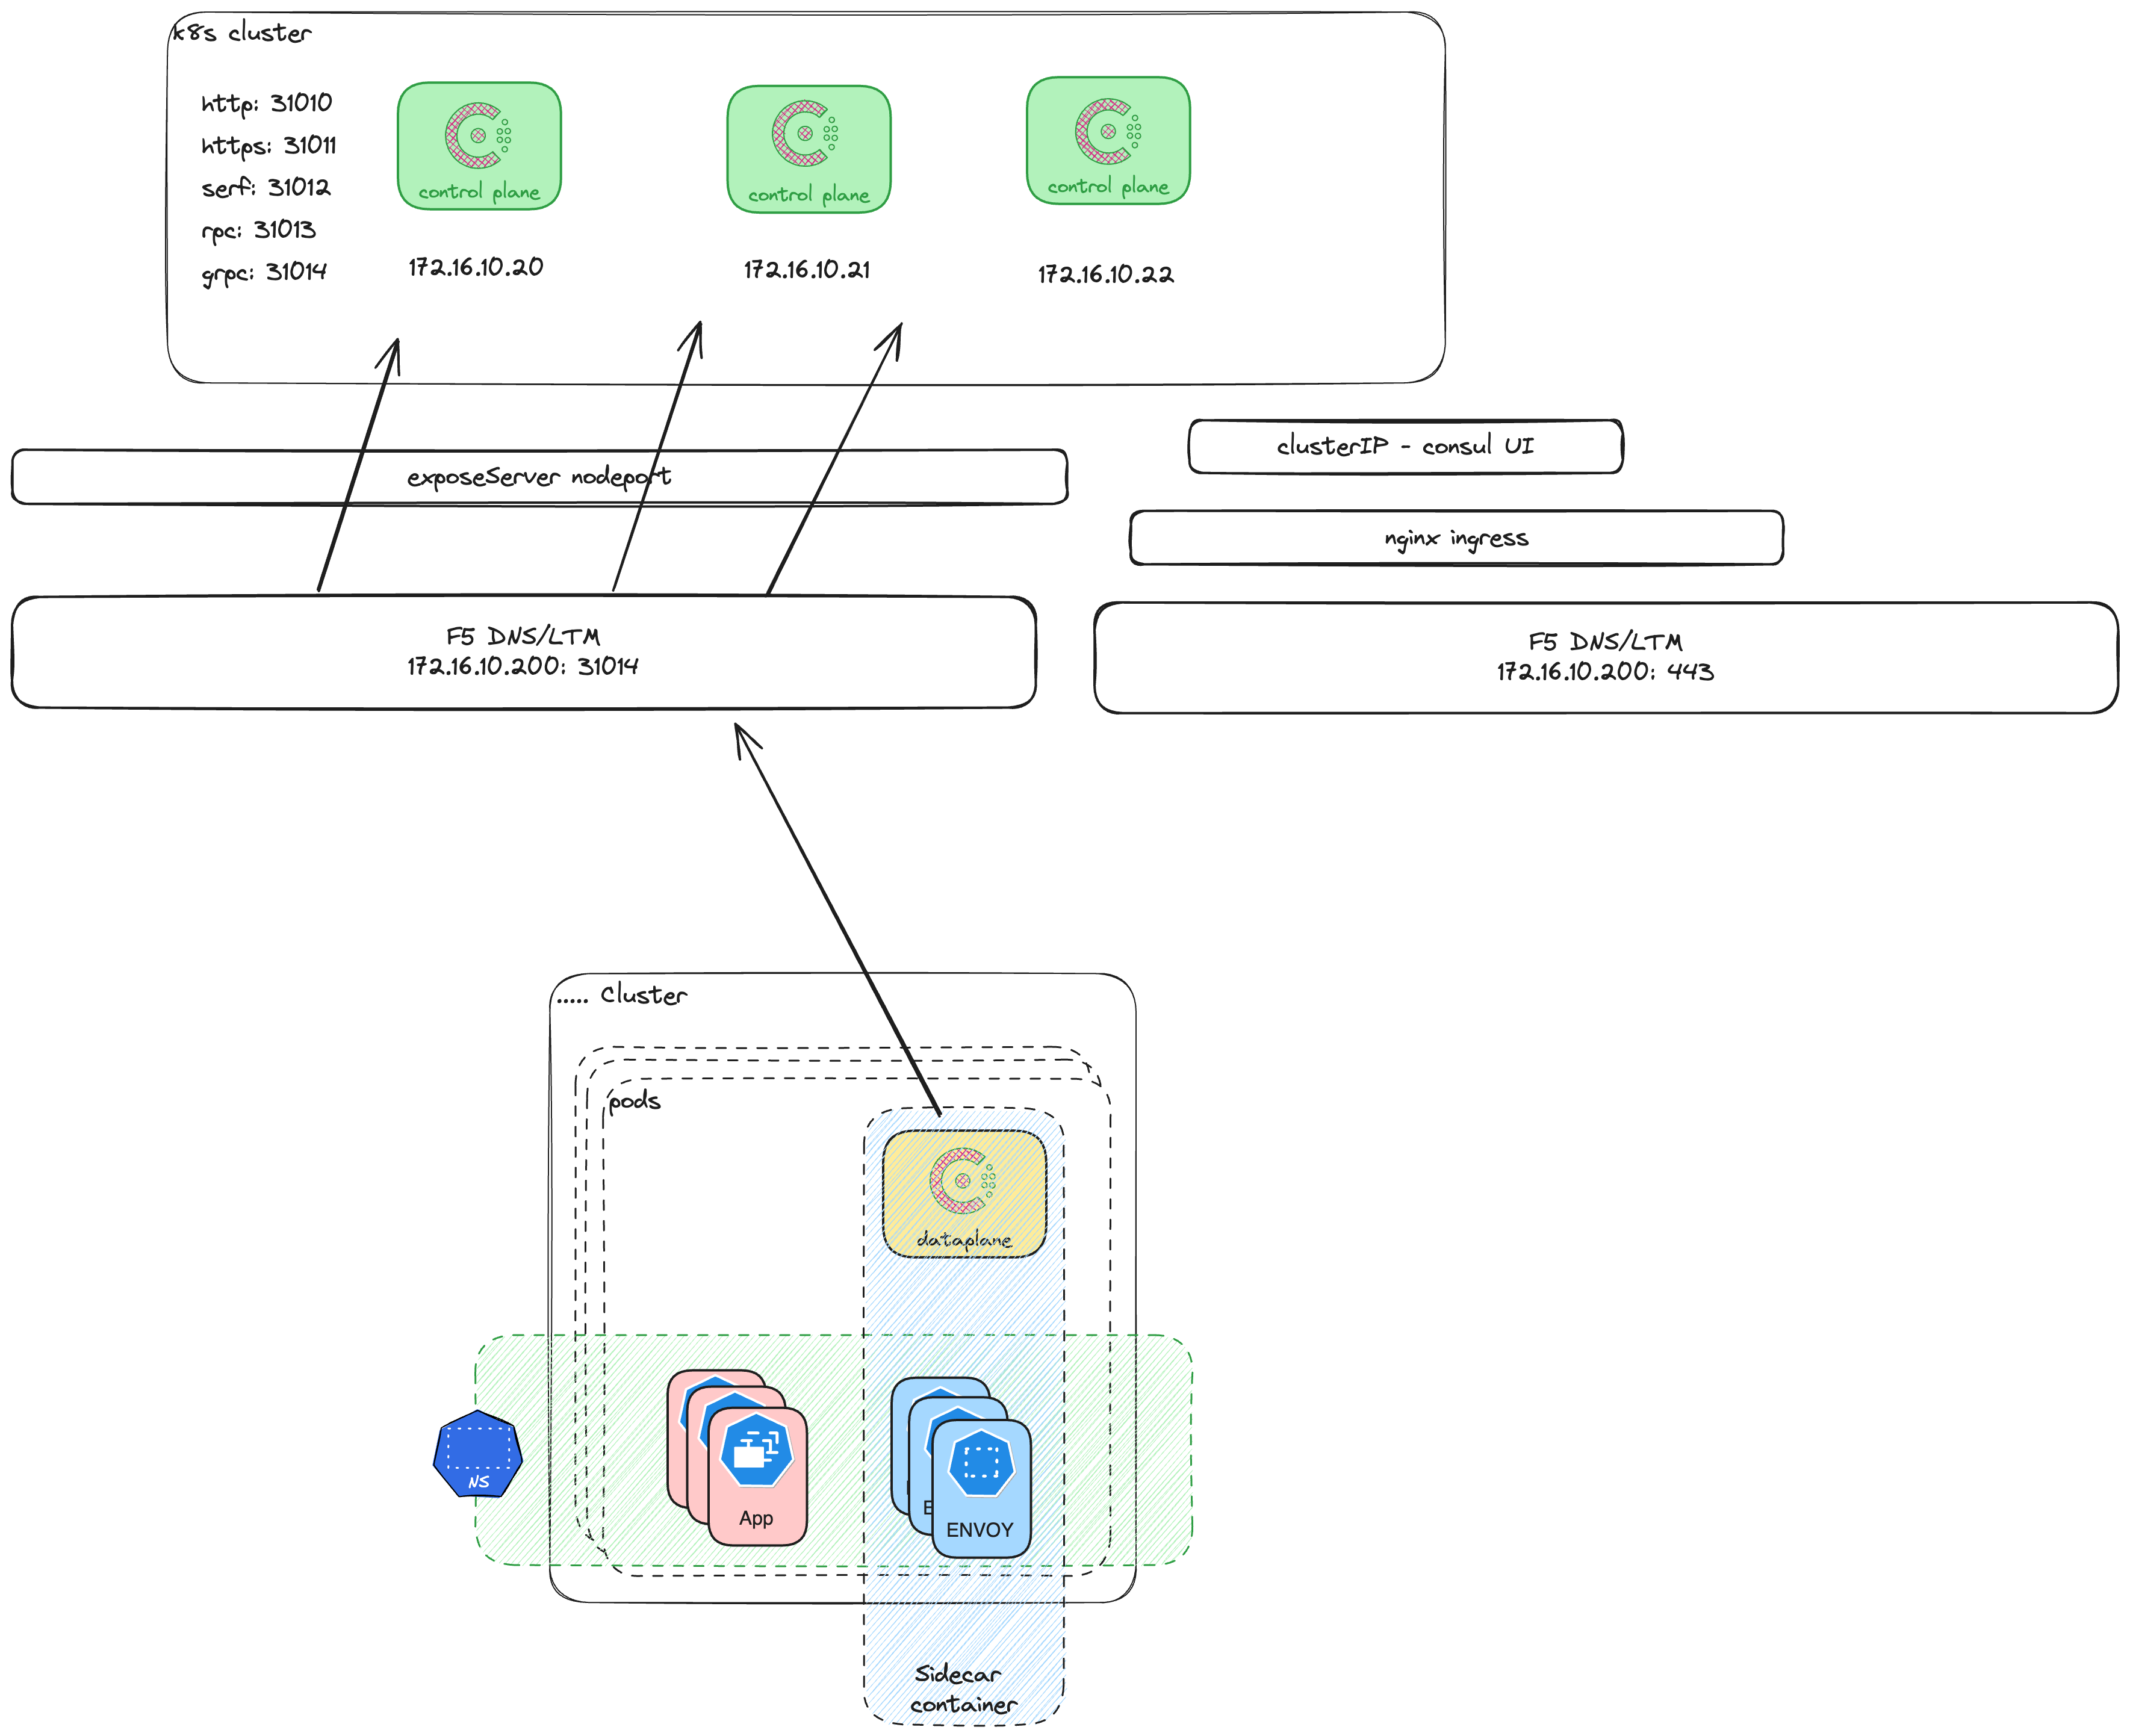 k8s cluster
http: 31010
https: 31011
serf: 31012
rpc: 31013
grpc: 31014
control plane
control plane
control plane
172.16.10.20
172.16.10.21
172.16.10.22
exposeServer nodeport
clusterIP - consul UI
nginx ingress
F5 DNS/LTM
172.16.10.200: 31014
F5 DNS/LTM
172.16.10.200: 443
..... Cluster
pods
dataplane
NS
App
E
ENVOY
Sidecar
container